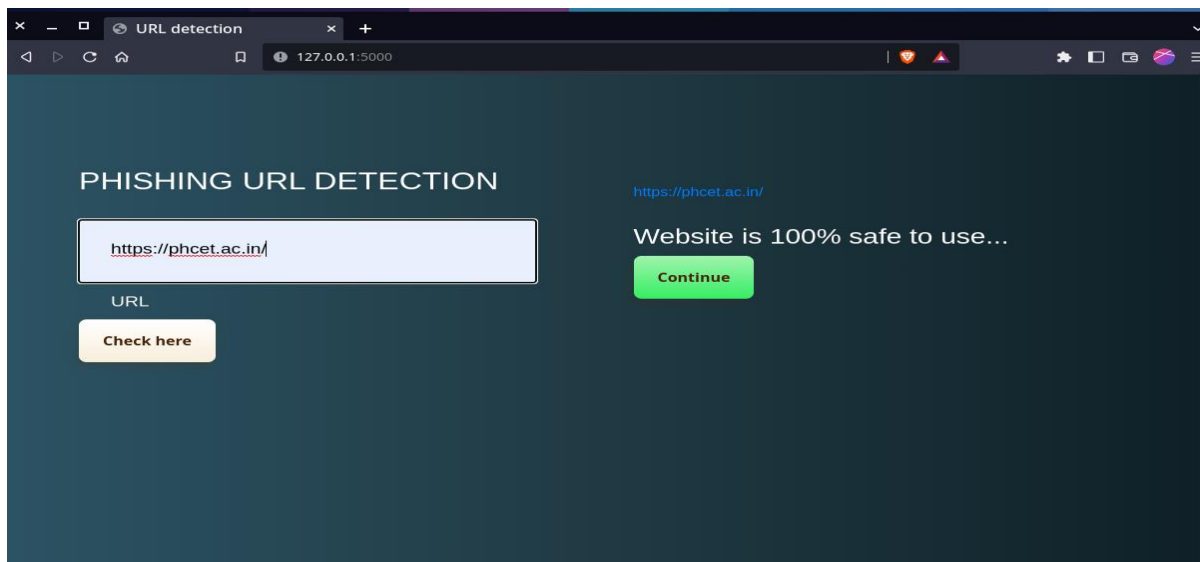 URL detection
127.0.0.1:5000
PHISHING URL DETECTION
https://phcet.ac.in/
URL
Check here
https://phcet.ac.in/
Website is 100% safe to use...
Continue